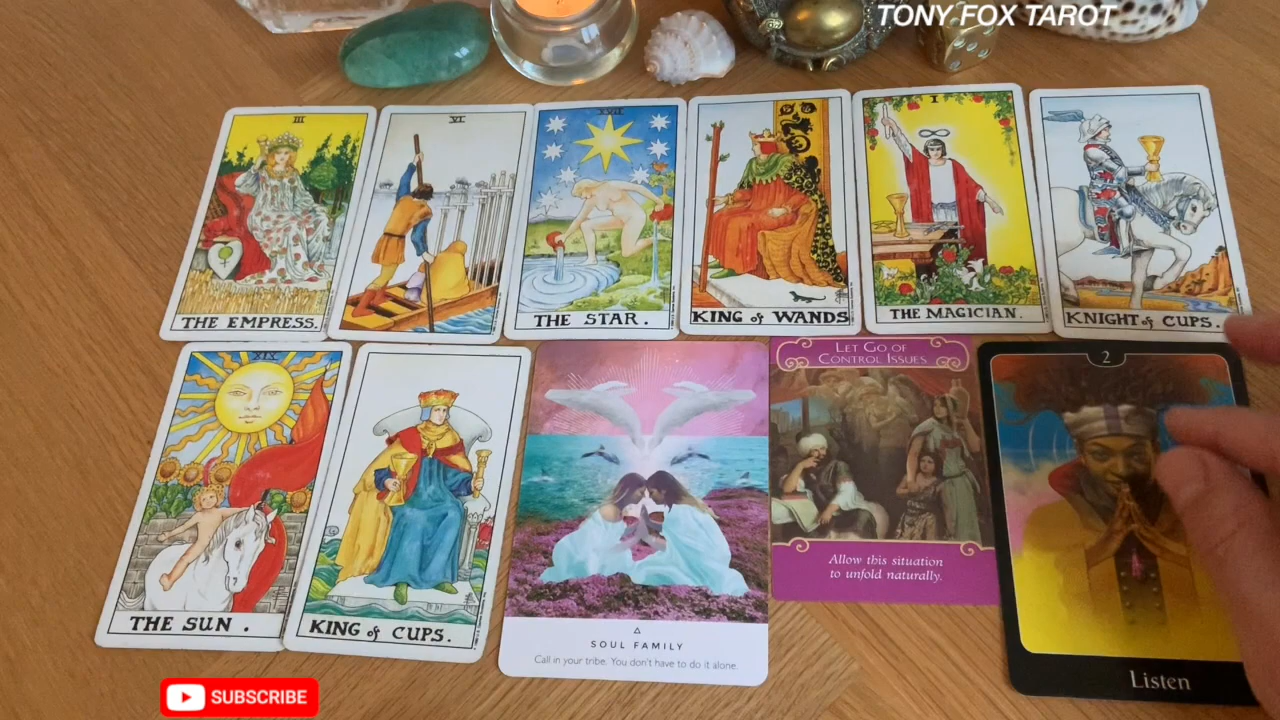 TONY FOX TAROT
III
THE EMPRESS.
VI
XVII
THE STAR.
KING of WANDS
I
THE MAGICIAN.
KNIGHT of CUPS.
XIX
THE SUN .
KING of CUPS.
SOUL FAMILY
Call in your tribe. You don't have to do it alone.
LET GO OF
CONTROL ISSUES
Allow this situation
to unfold naturally.
2
Listen
SUBSCRIBE